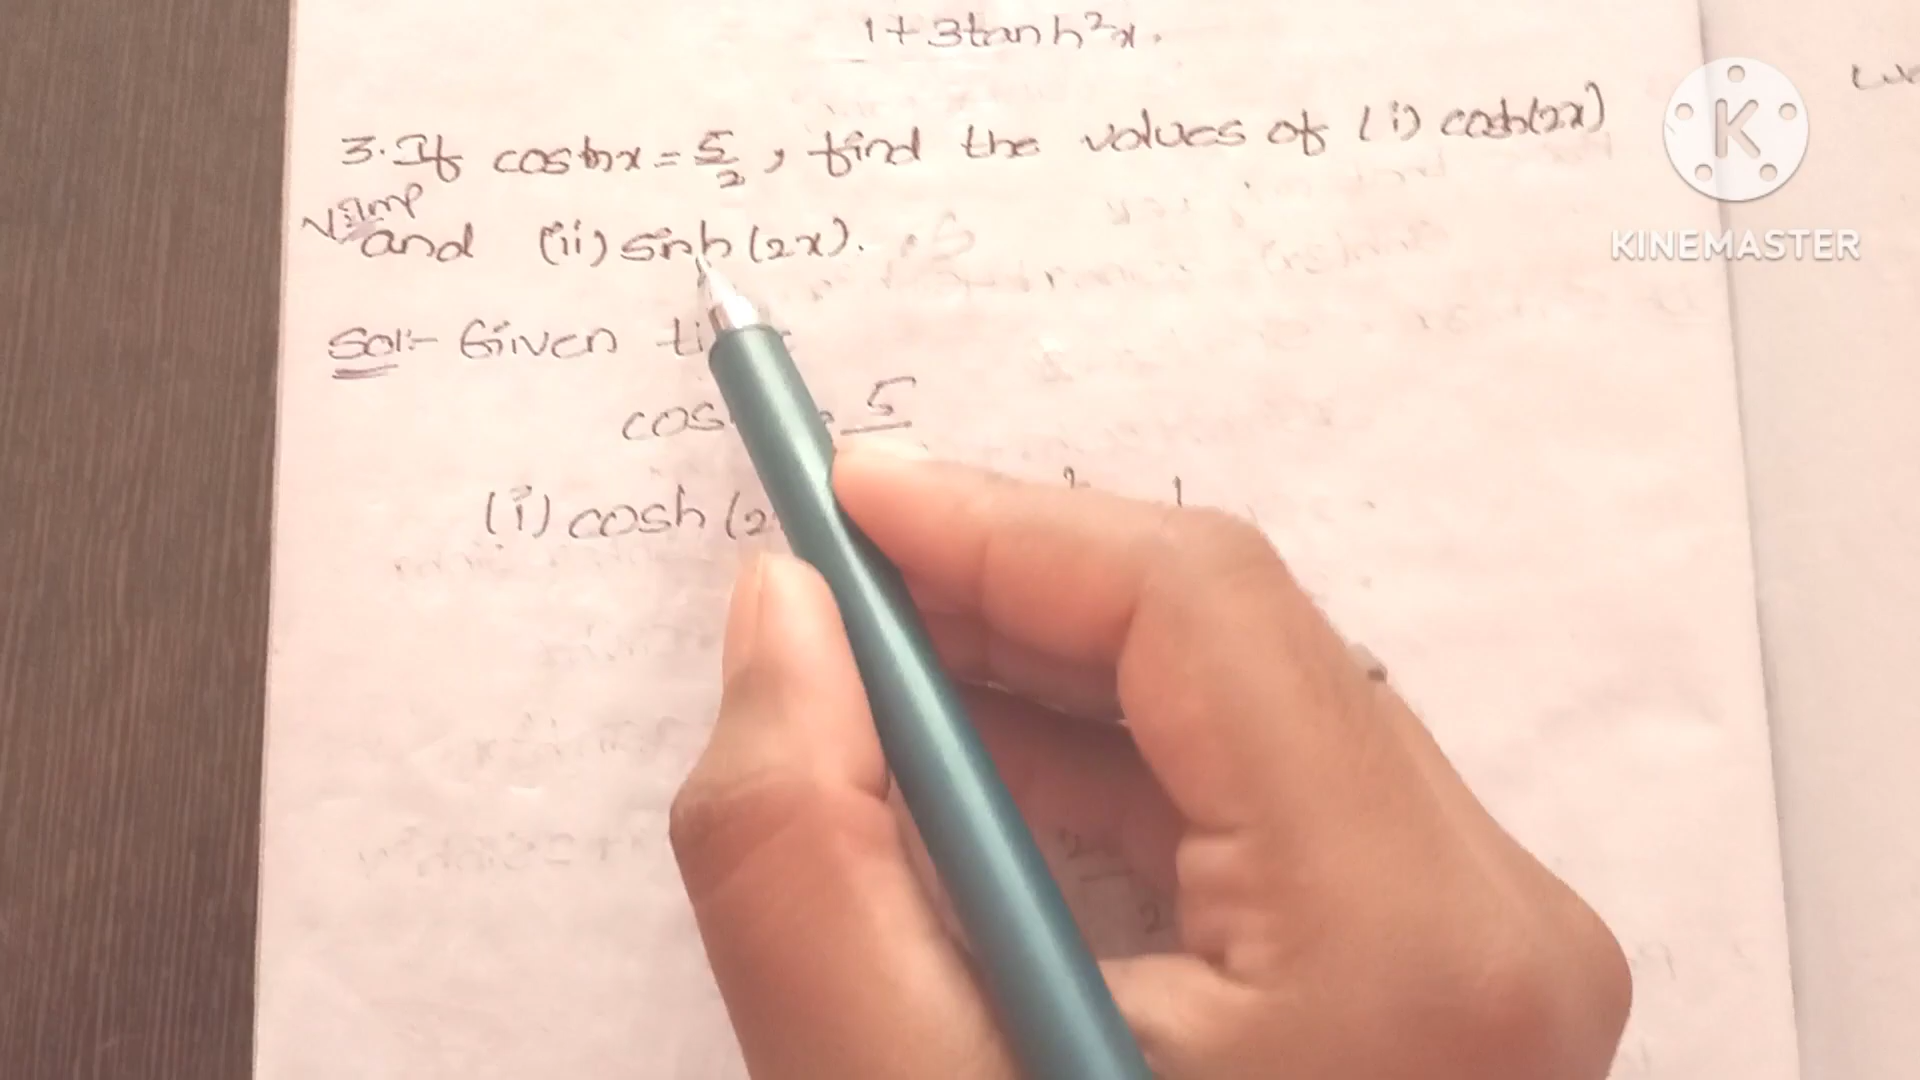 1+3tanh²x.
3. If coshx = 5/2, find the values of (i) cosh(2x)
V.Imp
and (ii) sinh(2x).
Sol:- Given
cos 5
(i) cosh (2
K
KINEMASTER